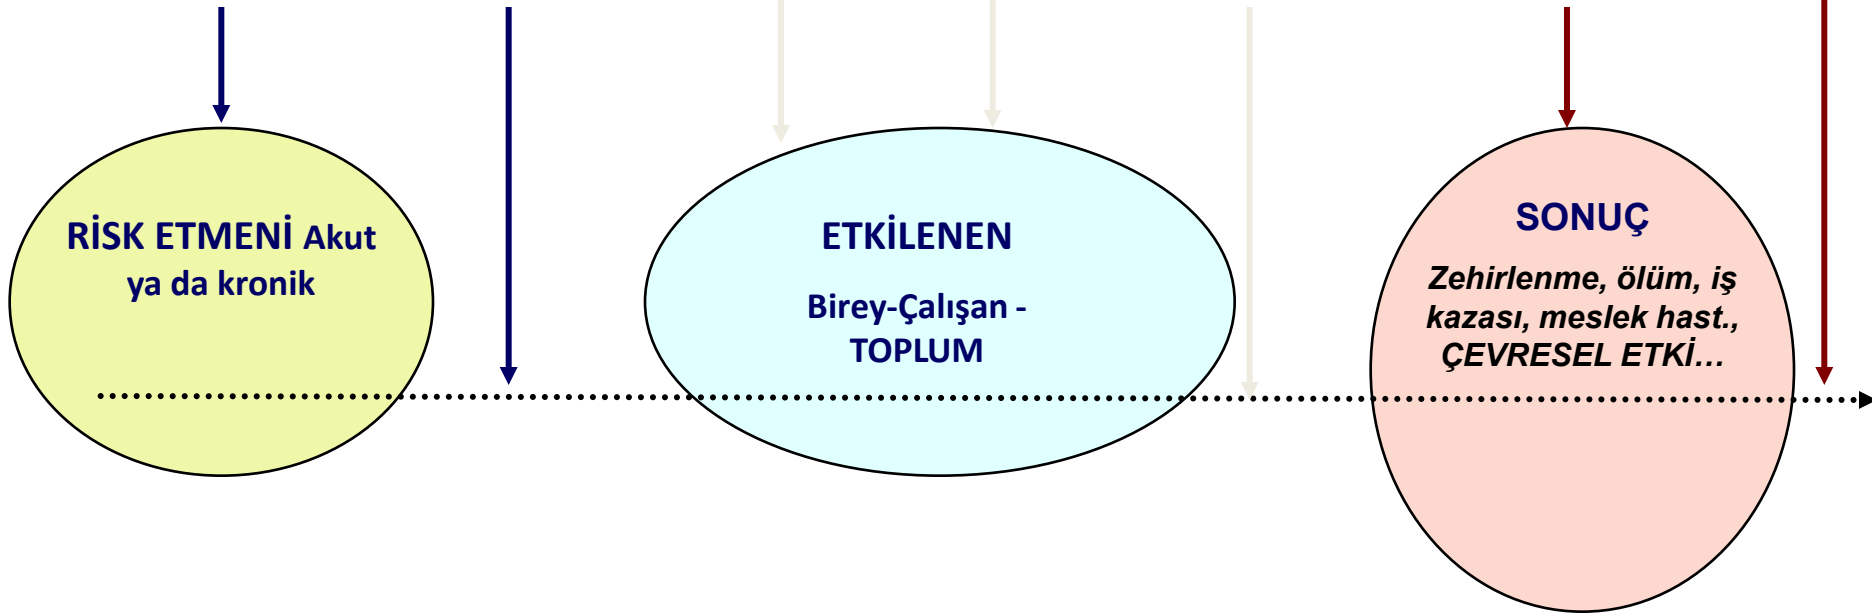 RİSK ETMENİ Akut
ya da kronik
ETKİLENEN
Birey-Çalışan -
TOPLUM
SONUÇ
Zehirlenme, ölüm, iş
kazası, meslek hast.,
ÇEVRESEL ETKİ…